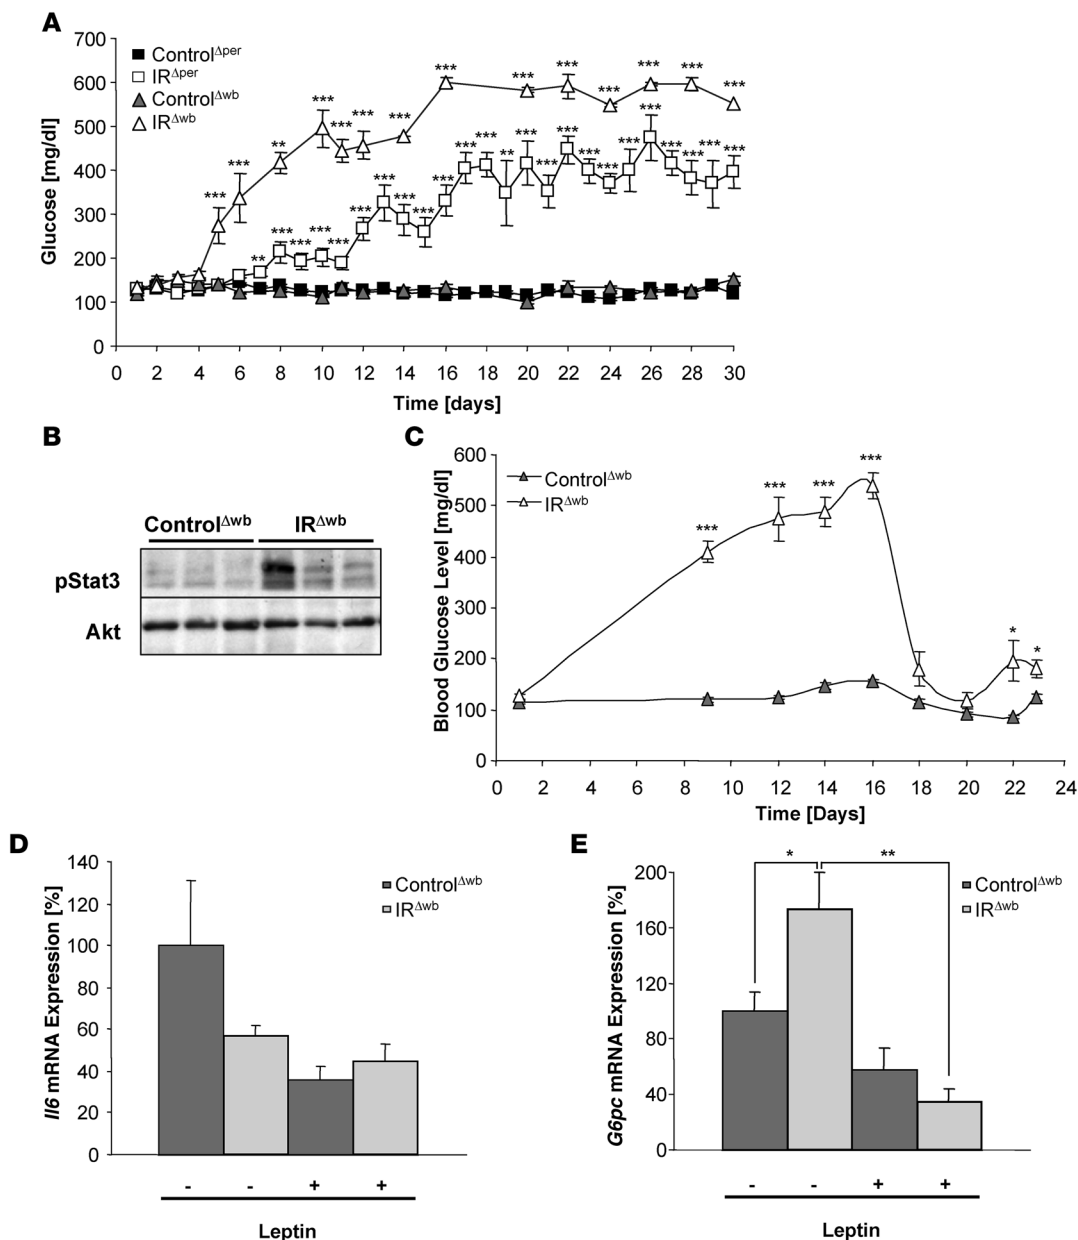 A
700
600
500
400
300
200
100
0
Glucose [mg/dl]
Control^Δper
IR^Δper
Control^Δwb
IR^Δwb
*** *** ** *** *** *** *** *** *** *** *** *** *** ***
** *** *** *** *** *** *** *** *** *** *** *** ** *** *** *** *** *** *** *** *** *** *** ***
0 2 4 6 8 10 12 14 16 18 20 22 24 26 28 30
Time [days]
B
Control^Δwb IR^Δwb
pStat3
Akt
C
600
500
400
300
200
100
0
Blood Glucose Level [mg/dl]
Control^Δwb
IR^Δwb
*** *** *** *** * *
0 2 4 6 8 10 12 14 16 18 20 22 24
Time [Days]
D
140
120
100
80
60
40
20
0
Il6 mRNA Expression [%]
Control^Δwb
IR^Δwb
- - + +
Leptin
E
200
160
120
80
40
0
G6pc mRNA Expression [%]
* **
Control^Δwb
IR^Δwb
- - + +
Leptin